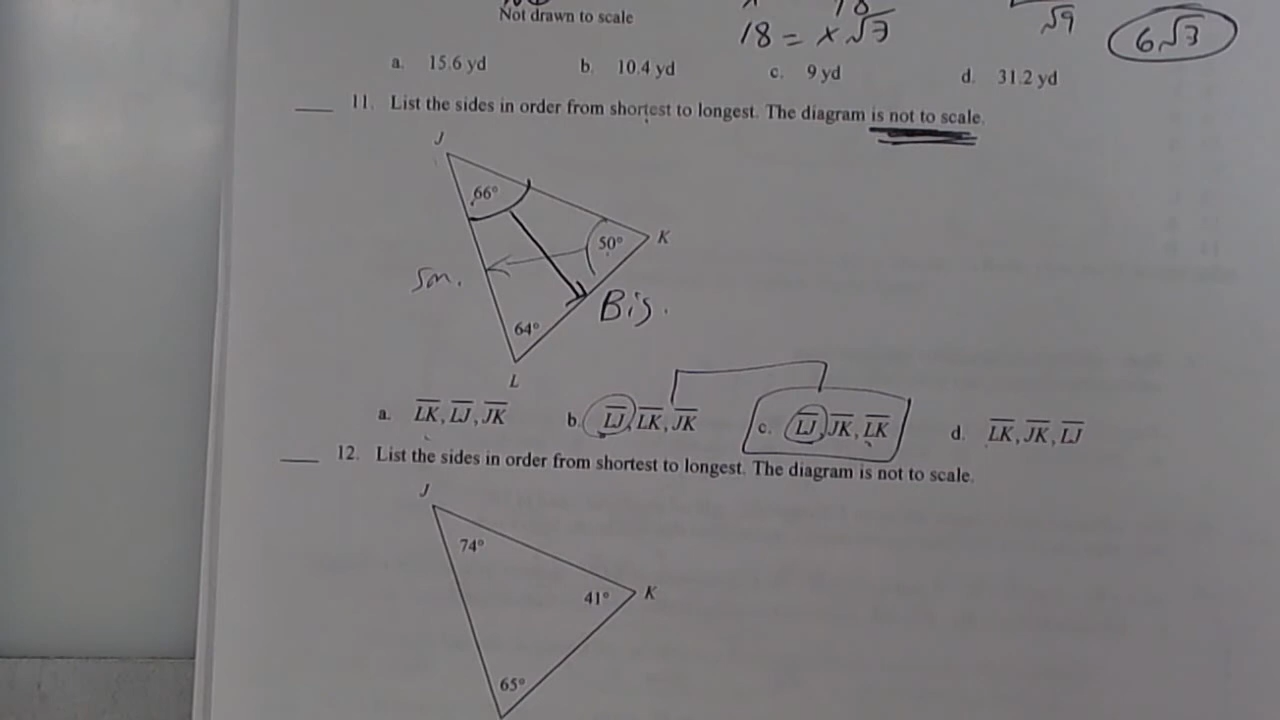 Not drawn to scale
18
18 = x √3
√9
6√3
a. 15.6 yd b. 10.4 yd c. 9 yd d. 31.2 yd
11. List the sides in order from shortest to longest. The diagram is not to scale.
J
66°
50° K
Sm.
Bis.
64°
L
a. LK, LJ, JK b. LJ, LK, JK c. LJ, JK, LK d. LK, JK, LJ
12. List the sides in order from shortest to longest. The diagram is not to scale.
J
74°
41° K
65°